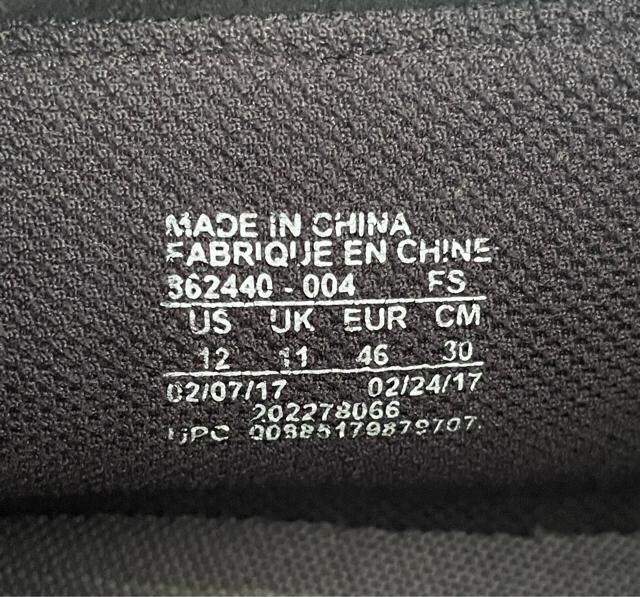 MADE IN CHINA
FABRIQUE EN CHINE
862440 - 004 FS
US UK EUR CM
12 11 46 30
02/07/17 02/24/17
202278066
UPC 00885179879707